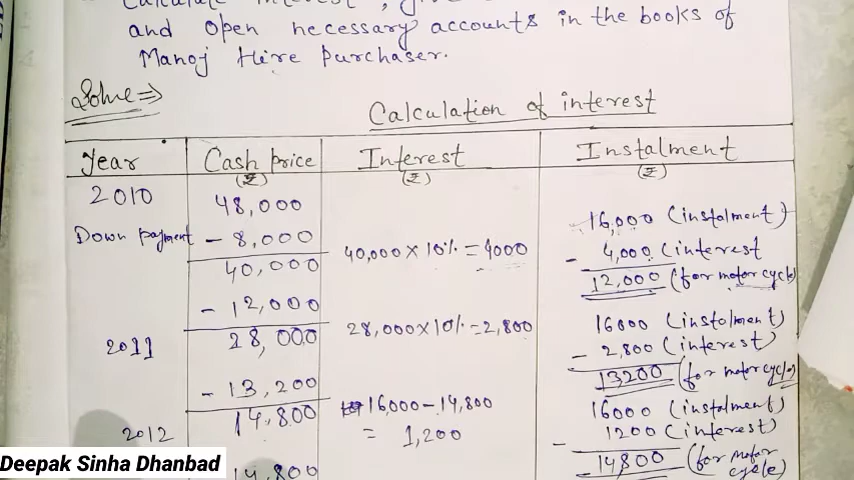 Calculate interest,
and open necessary accounts in the books of
Manoj Hire purchaser.
Solve ⇒
Calculation of interest
Year Cash price (₹) Interest (₹) Instalment (₹)
2010 48,000
Down payment - 8,000
40,000
40,000 × 10% = 4000
16,000 (instalment)
- 4,000 (interest
12,000 (for motor cycle)
- 12,000
2011 28,000
28,000 × 10% = 2,800
16000 (instalment)
- 2,800 (interest)
13200 (for motor cycle)
- 13,200
2012 14,800
16,000 - 14,800
= 1,200
16000 (instalment)
- 1200 (interest)
14800 (for motor
cycle)
14,800
Deepak Sinha Dhanbad